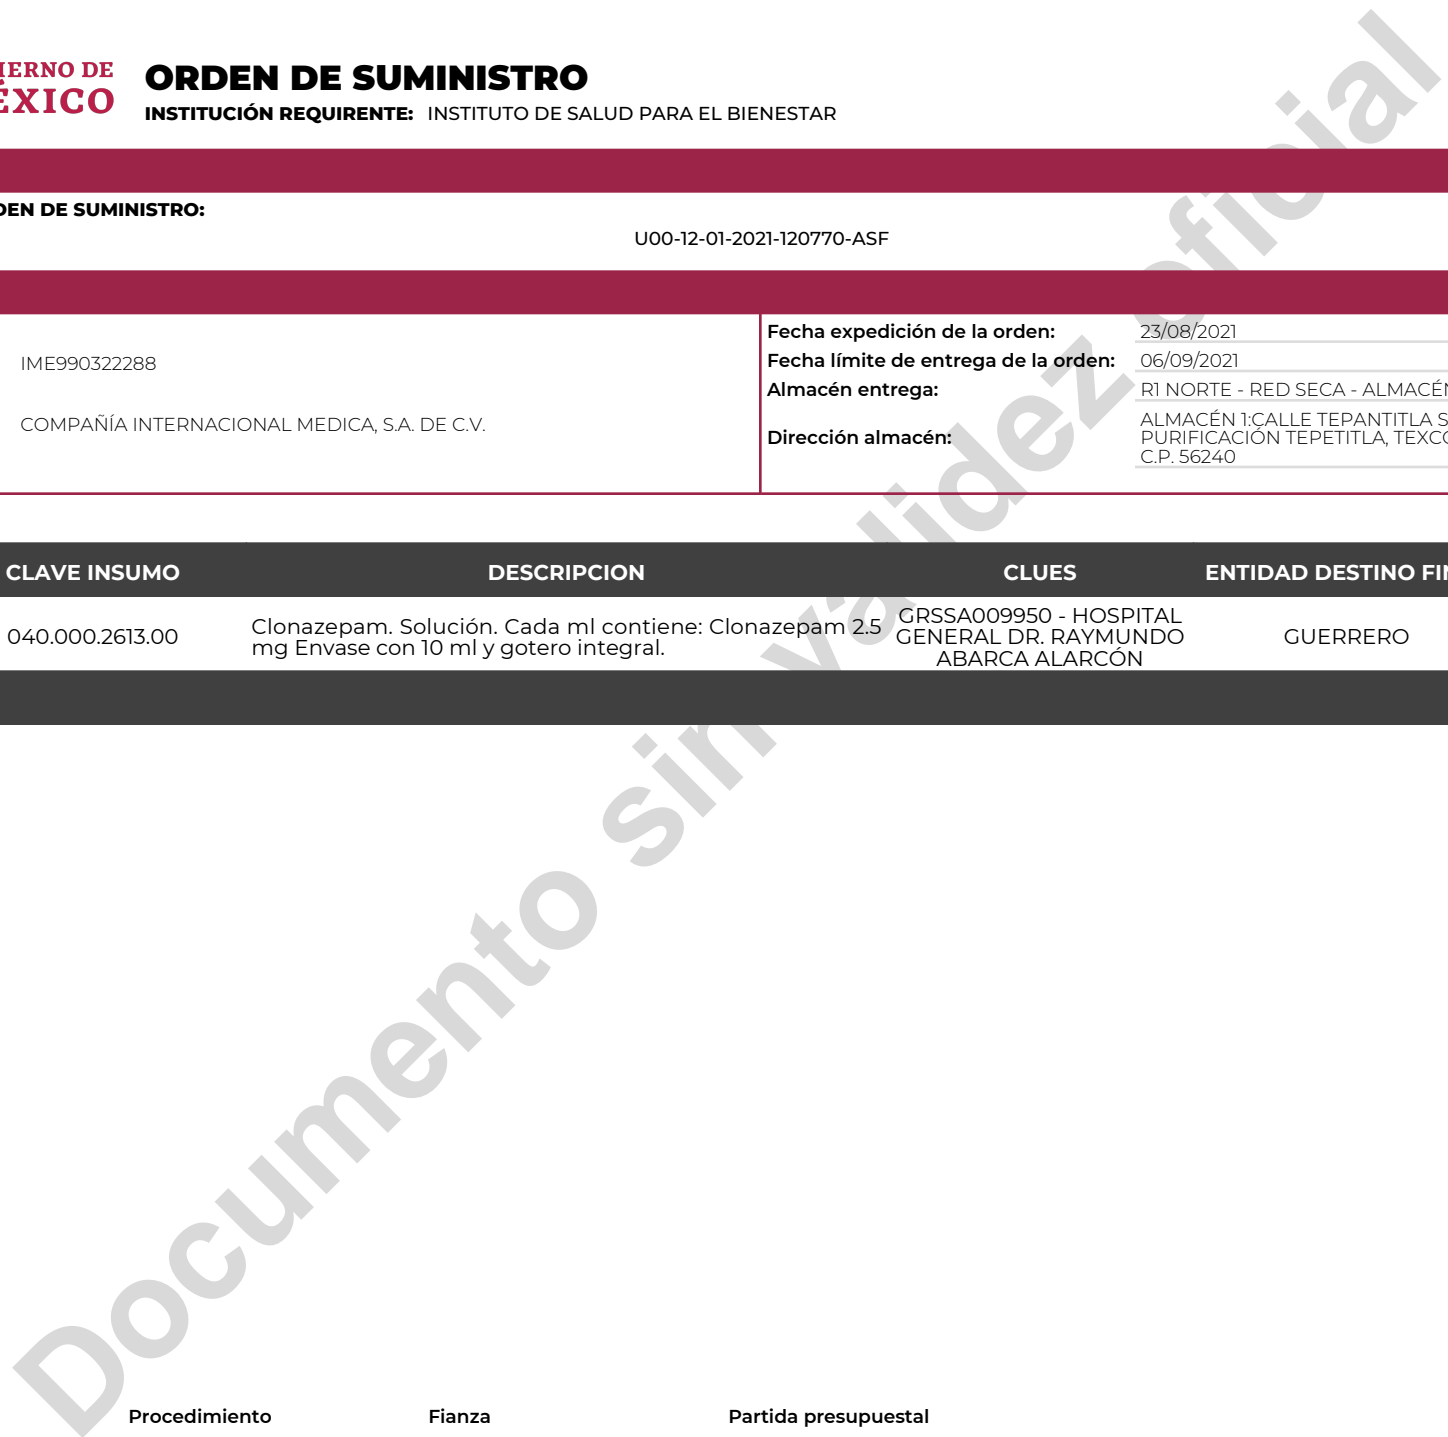 IERNO DE
ÉXICO
ORDEN DE SUMINISTRO
INSTITUCIÓN REQUIRENTE: INSTITUTO DE SALUD PARA EL BIENESTAR
DEN DE SUMINISTRO:
U00-12-01-2021-120770-ASF
IME990322288
COMPAÑÍA INTERNACIONAL MEDICA, S.A. DE C.V.
Fecha expedición de la orden: 23/08/2021
Fecha límite de entrega de la orden: 06/09/2021
Almacén entrega: R1 NORTE - RED SECA - ALMACÉN
Dirección almacén: ALMACÉN 1:CALLE TEPANTITLA S
PURIFICACIÓN TEPETITLA, TEXCO
C.P. 56240
CLAVE INSUMO DESCRIPCION CLUES ENTIDAD DESTINO FIN
040.000.2613.00
Clonazepam. Solución. Cada ml contiene: Clonazepam 2.5
mg Envase con 10 ml y gotero integral.
GRSSA009950 - HOSPITAL
GENERAL DR. RAYMUNDO
ABARCA ALARCÓN
GUERRERO
Documento sin validez oficial
Procedimiento Fianza Partida presupuestal